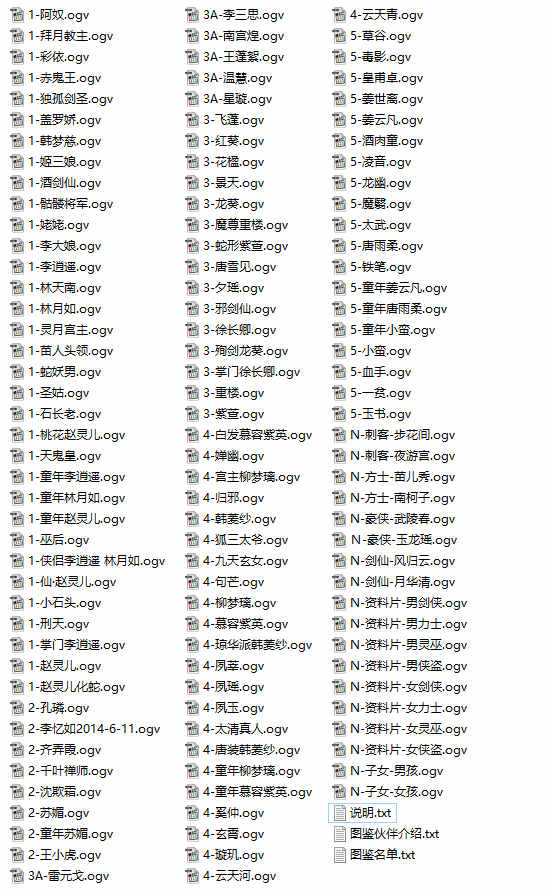 1-阿奴.ogv
1-拜月教主.ogv
1-彩依.ogv
1-赤鬼王.ogv
1-独孤剑圣.ogv
1-盖罗娇.ogv
1-韩梦慈.ogv
1-姬三娘.ogv
1-酒剑仙.ogv
1-骷髅将军.ogv
1-姥姥.ogv
1-李大娘.ogv
1-李逍遥.ogv
1-林天南.ogv
1-林月如.ogv
1-灵月宫主.ogv
1-苗人头领.ogv
1-蛇妖男.ogv
1-圣姑.ogv
1-石长老.ogv
1-桃花赵灵儿.ogv
1-天鬼皇.ogv
1-童年李逍遥.ogv
1-童年林月如.ogv
1-童年赵灵儿.ogv
1-巫后.ogv
1-侠侣李逍遥 林月如.ogv
1-仙·赵灵儿.ogv
1-小石头.ogv
1-刑天.ogv
1-掌门李逍遥.ogv
1-赵灵儿.ogv
1-赵灵儿化蛇.ogv
2-孔璘.ogv
2-李忆如2014-6-11.ogv
2-齐弄霞.ogv
2-千叶禅师.ogv
2-沈欺霜.ogv
2-苏媚.ogv
2-童年苏媚.ogv
2-王小虎.ogv
3A-雷元戈.ogv
3A-李三思.ogv
3A-南宫煌.ogv
3A-王蓬絮.ogv
3A-温慧.ogv
3A-星璇.ogv
3-飞蓬.ogv
3-红葵.ogv
3-花楹.ogv
3-景天.ogv
3-龙葵.ogv
3-魔尊重楼.ogv
3-蛇形紫萱.ogv
3-唐雪见.ogv
3-夕瑶.ogv
3-邪剑仙.ogv
3-徐长卿.ogv
3-殉剑龙葵.ogv
3-掌门徐长卿.ogv
3-重楼.ogv
3-紫萱.ogv
4-白发慕容紫英.ogv
4-婵幽.ogv
4-宫主柳梦璃.ogv
4-归邪.ogv
4-韩菱纱.ogv
4-狐三太爷.ogv
4-九天玄女.ogv
4-句芒.ogv
4-柳梦璃.ogv
4-慕容紫英.ogv
4-琼华派韩菱纱.ogv
4-夙莘.ogv
4-夙瑶.ogv
4-夙玉.ogv
4-太清真人.ogv
4-唐装韩菱纱.ogv
4-童年柳梦璃.ogv
4-童年慕容紫英.ogv
4-奚仲.ogv
4-玄霄.ogv
4-璇玑.ogv
4-云天河.ogv
4-云天青.ogv
5-草谷.ogv
5-毒影.ogv
5-皇甫卓.ogv
5-姜世离.ogv
5-姜云凡.ogv
5-酒肉童.ogv
5-凌音.ogv
5-龙幽.ogv
5-魔翳.ogv
5-太武.ogv
5-唐雨柔.ogv
5-铁笔.ogv
5-童年姜云凡.ogv
5-童年唐雨柔.ogv
5-童年小蛮.ogv
5-小蛮.ogv
5-血手.ogv
5-一贫.ogv
5-玉书.ogv
N-刺客-步花间.ogv
N-刺客-夜游宫.ogv
N-方士-苗儿秀.ogv
N-方士-南柯子.ogv
N-豪侠-武陵春.ogv
N-豪侠-玉龙瑶.ogv
N-剑仙-风归云.ogv
N-剑仙-月华清.ogv
N-资料片-男剑侠.ogv
N-资料片-男力士.ogv
N-资料片-男灵巫.ogv
N-资料片-男侠盗.ogv
N-资料片-女剑侠.ogv
N-资料片-女力士.ogv
N-资料片-女灵巫.ogv
N-资料片-女侠盗.ogv
N-子女-男孩.ogv
N-子女-女孩.ogv
说明.txt
图鉴伙伴介绍.txt
图鉴名单.txt